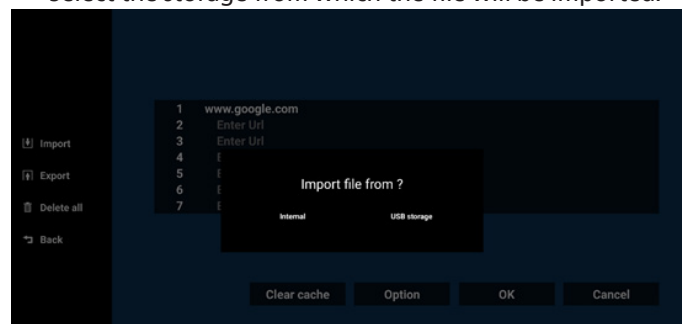 select the storage from which the file will be imported.
1 www.google.com
2 Enter Url
3 Enter Url
4 E
5 E
6 E
7 E
Import
Export
Delete all
Back
Import file from ?
Internal USB storage
Clear cache Option OK Cancel